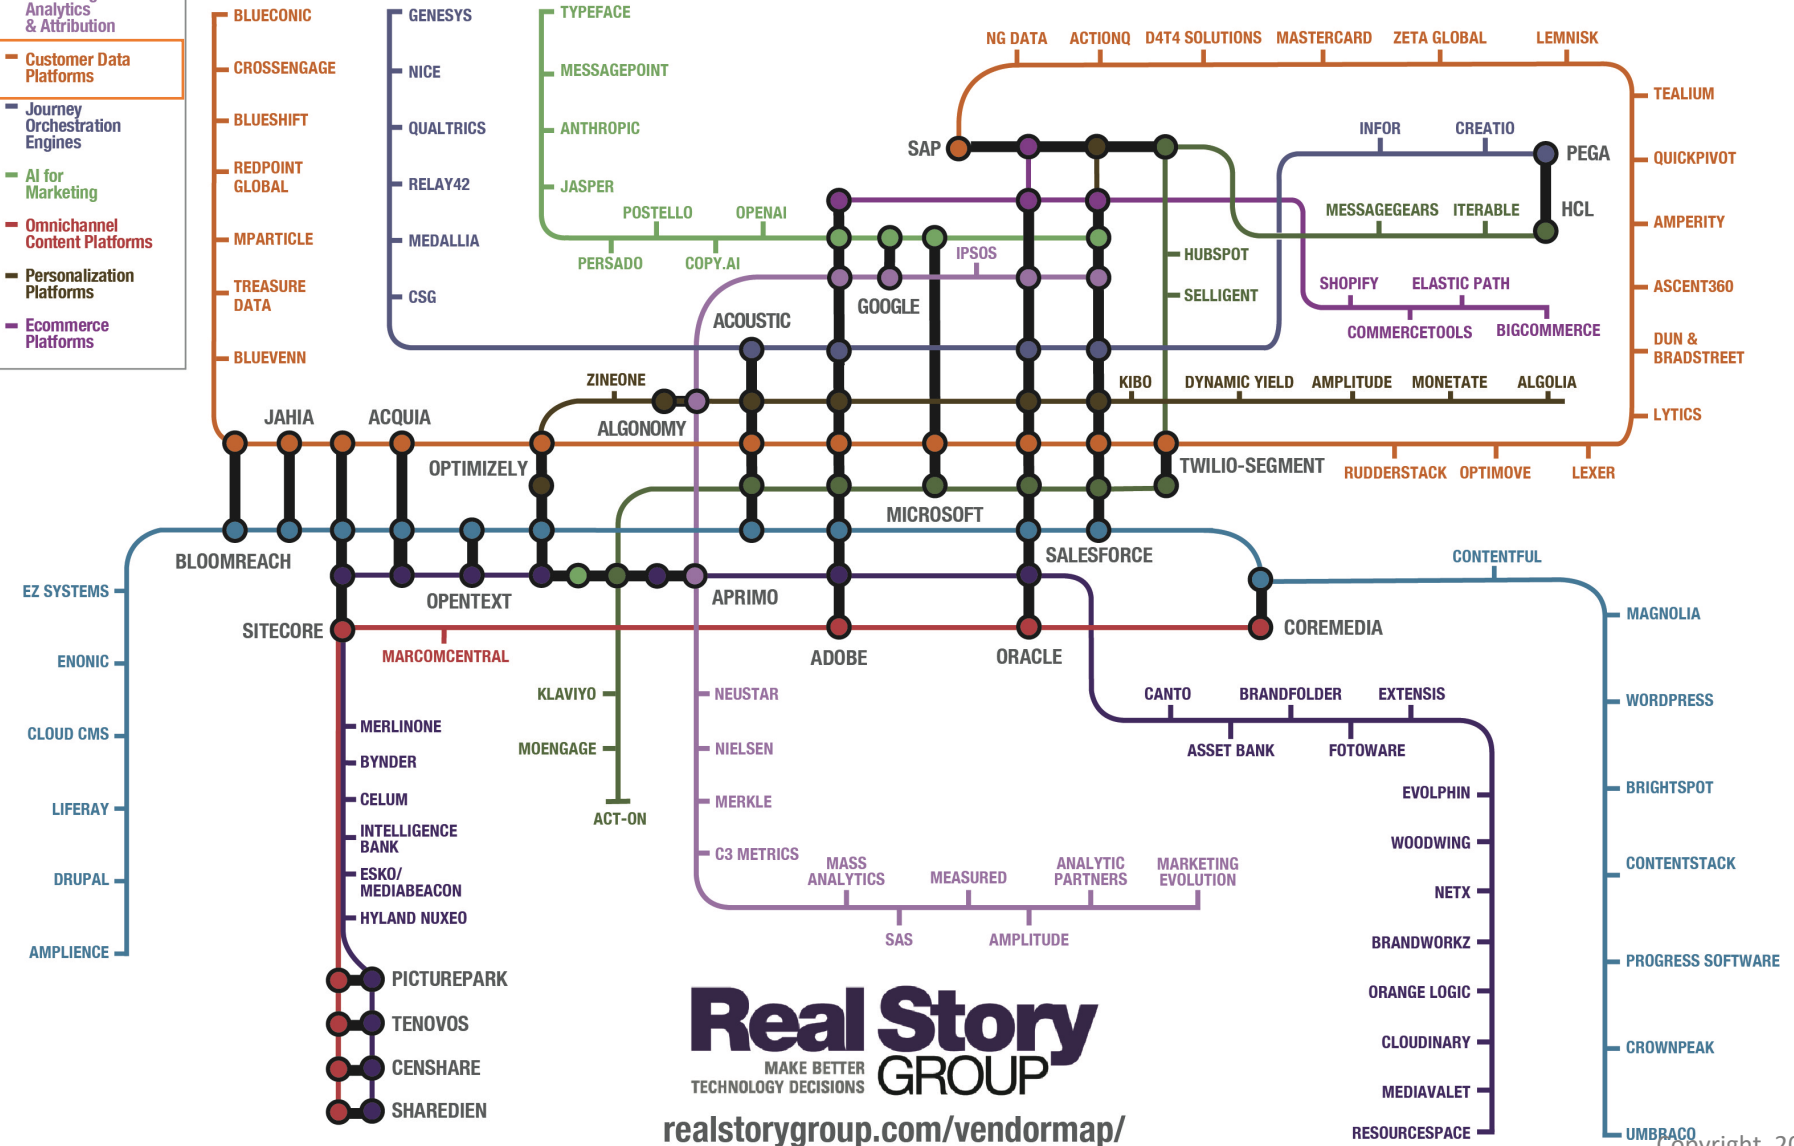 Analytics
& Attribution
Customer Data
Platforms
Journey
Orchestration
Engines
AI for
Marketing
Omnichannel
Content Platforms
Personalization
Platforms
Ecommerce
Platforms
BLUECONIC
CROSSENGAGE
BLUESHIFT
REDPOINT
GLOBAL
MPARTICLE
TREASURE
DATA
BLUEVENN
GENESYS
NICE
QUALTRICS
RELAY42
MEDALLIA
CSG
TYPEFACE
MESSAGEPOINT
ANTHROPIC
JASPER
POSTELLO
OPENAI
PERSADO
COPY.AI
NG DATA
ACTIONQ
D4T4 SOLUTIONS
MASTERCARD
ZETA GLOBAL
LEMNISK
TEALIUM
QUICKPIVOT
AMPERITY
ASCENT360
DUN &
BRADSTREET
LYTICS
SAP
INFOR
CREATIO
PEGA
HCL
MESSAGEGEARS
ITERABLE
HUBSPOT
SELLIGENT
IPSOS
GOOGLE
ACOUSTIC
SHOPIFY
ELASTIC PATH
COMMERCETOOLS
BIGCOMMERCE
ZINEONE
ALGONOMY
KIBO
DYNAMIC YIELD
AMPLITUDE
MONETATE
ALGOLIA
JAHIA
ACQUIA
OPTIMIZELY
TWILIO-SEGMENT
RUDDERSTACK
OPTIMOVE
LEXER
MICROSOFT
SALESFORCE
BLOOMREACH
OPENTEXT
APRIMO
SITECORE
MARCOMCENTRAL
ADOBE
ORACLE
COREMEDIA
CONTENTFUL
EZ SYSTEMS
ENONIC
CLOUD CMS
LIFERAY
DRUPAL
AMPLIENCE
MERLINONE
BYNDER
CELUM
INTELLIGENCE
BANK
ESKO/
MEDIABEACON
HYLAND NUXEO
PICTUREPARK
TENOVOS
CENSHARE
SHAREDIEN
KLAVIYO
MOENGAGE
ACT-ON
NEUSTAR
NIELSEN
MERKLE
C3 METRICS
MASS
ANALYTICS
MEASURED
ANALYTIC
PARTNERS
MARKETING
EVOLUTION
SAS
AMPLITUDE
CANTO
BRANDFOLDER
EXTENSIS
ASSET BANK
FOTOWARE
EVOLPHIN
WOODWING
NETX
BRANDWORKZ
ORANGE LOGIC
CLOUDINARY
MEDIAVALET
RESOURCESPACE
MAGNOLIA
WORDPRESS
BRIGHTSPOT
CONTENTSTACK
PROGRESS SOFTWARE
CROWNPEAK
UMBRACO
Real Story
GROUP
MAKE BETTER
TECHNOLOGY DECISIONS
realstorygroup.com/vendormap/